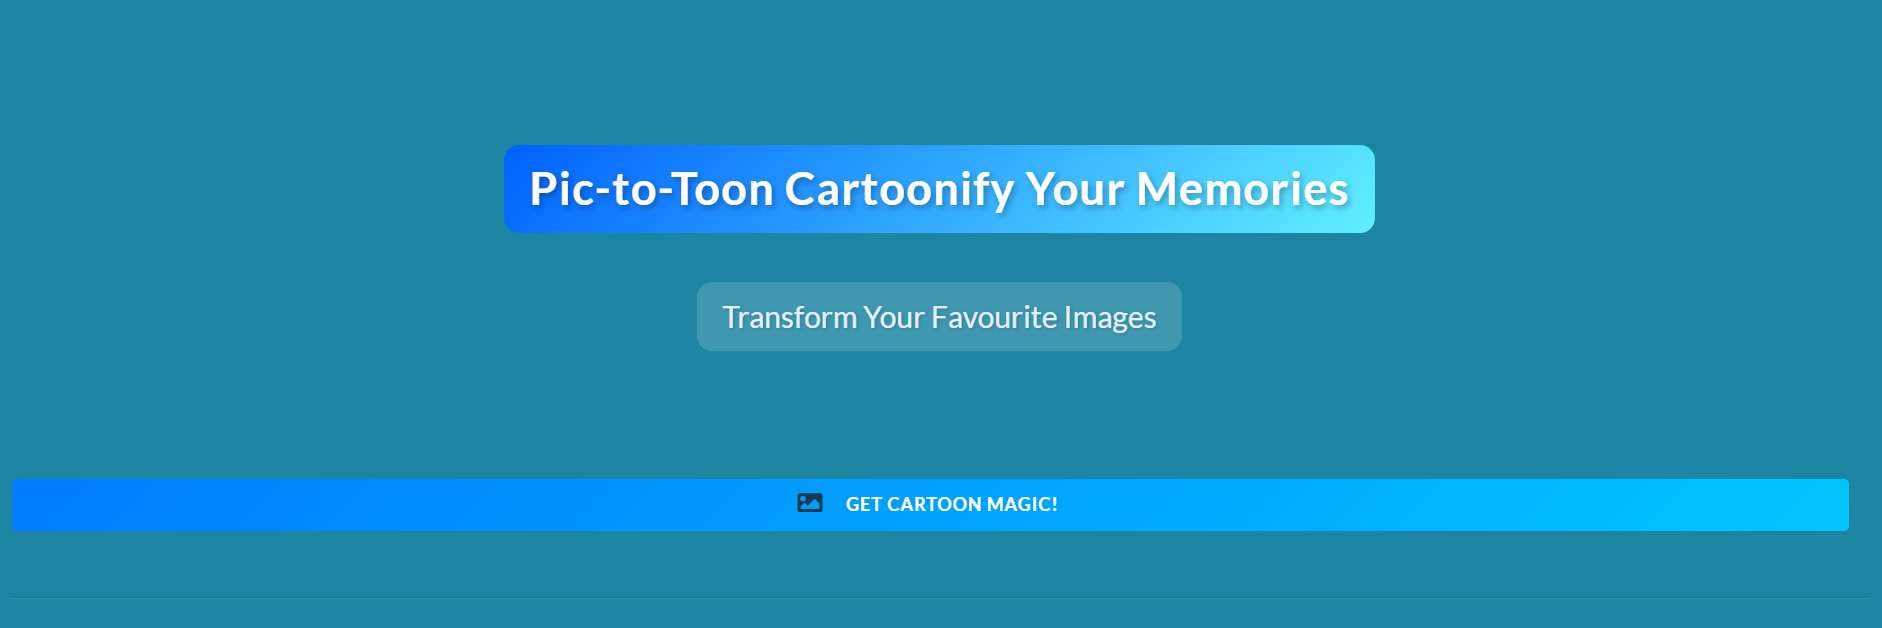 Pic-to-Toon Cartoonify Your Memories
Transform Your Favourite Images
GET CARTOON MAGIC!